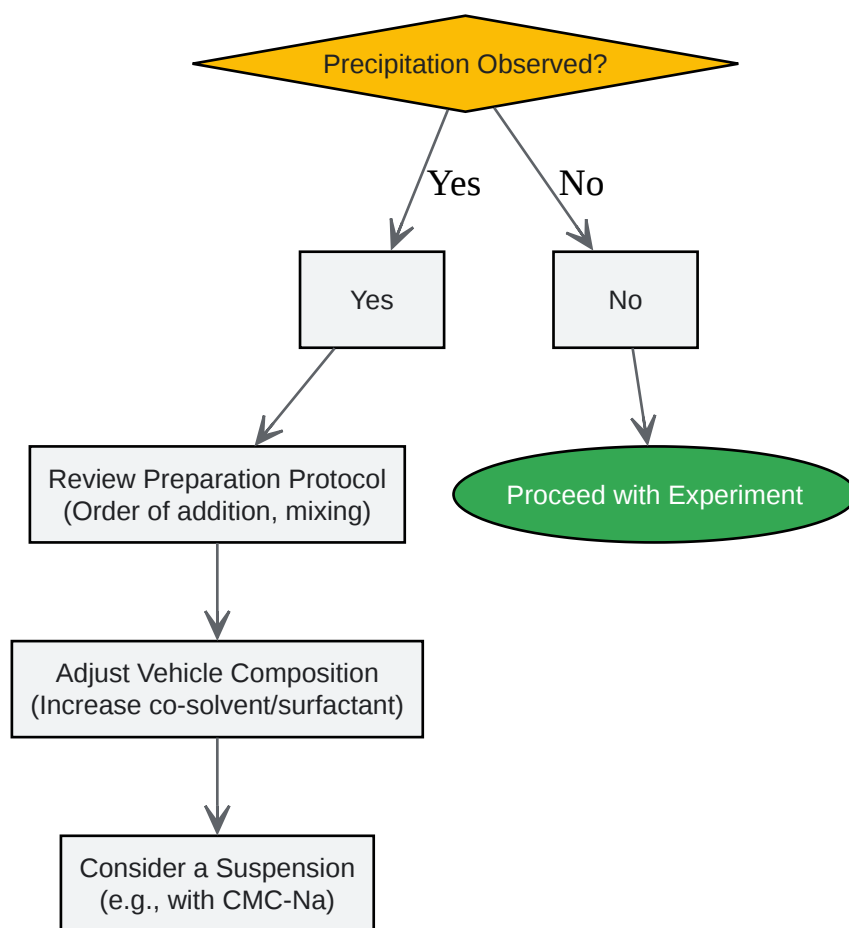 Precipitation Observed?
Yes
No
Yes
No
Review Preparation Protocol
(Order of addition, mixing)
Proceed with Experiment
Adjust Vehicle Composition
(Increase co-solvent/surfactant)
Consider a Suspension
(e.g., with CMC-Na)